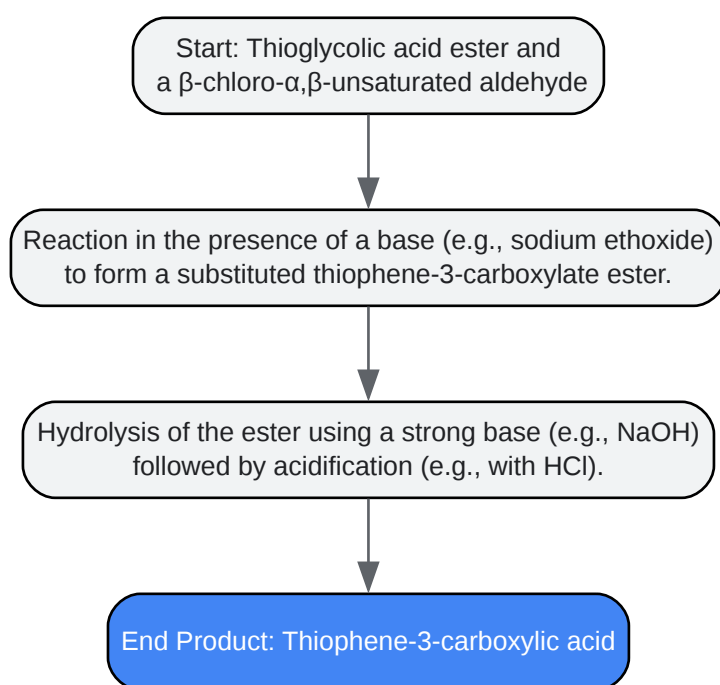 Start: Thioglycolic acid ester and
a β-chloro-α,β-unsaturated aldehyde
Reaction in the presence of a base (e.g., sodium ethoxide)
to form a substituted thiophene-3-carboxylate ester.
Hydrolysis of the ester using a strong base (e.g., NaOH)
followed by acidification (e.g., with HCl).
End Product: Thiophene-3-carboxylic acid